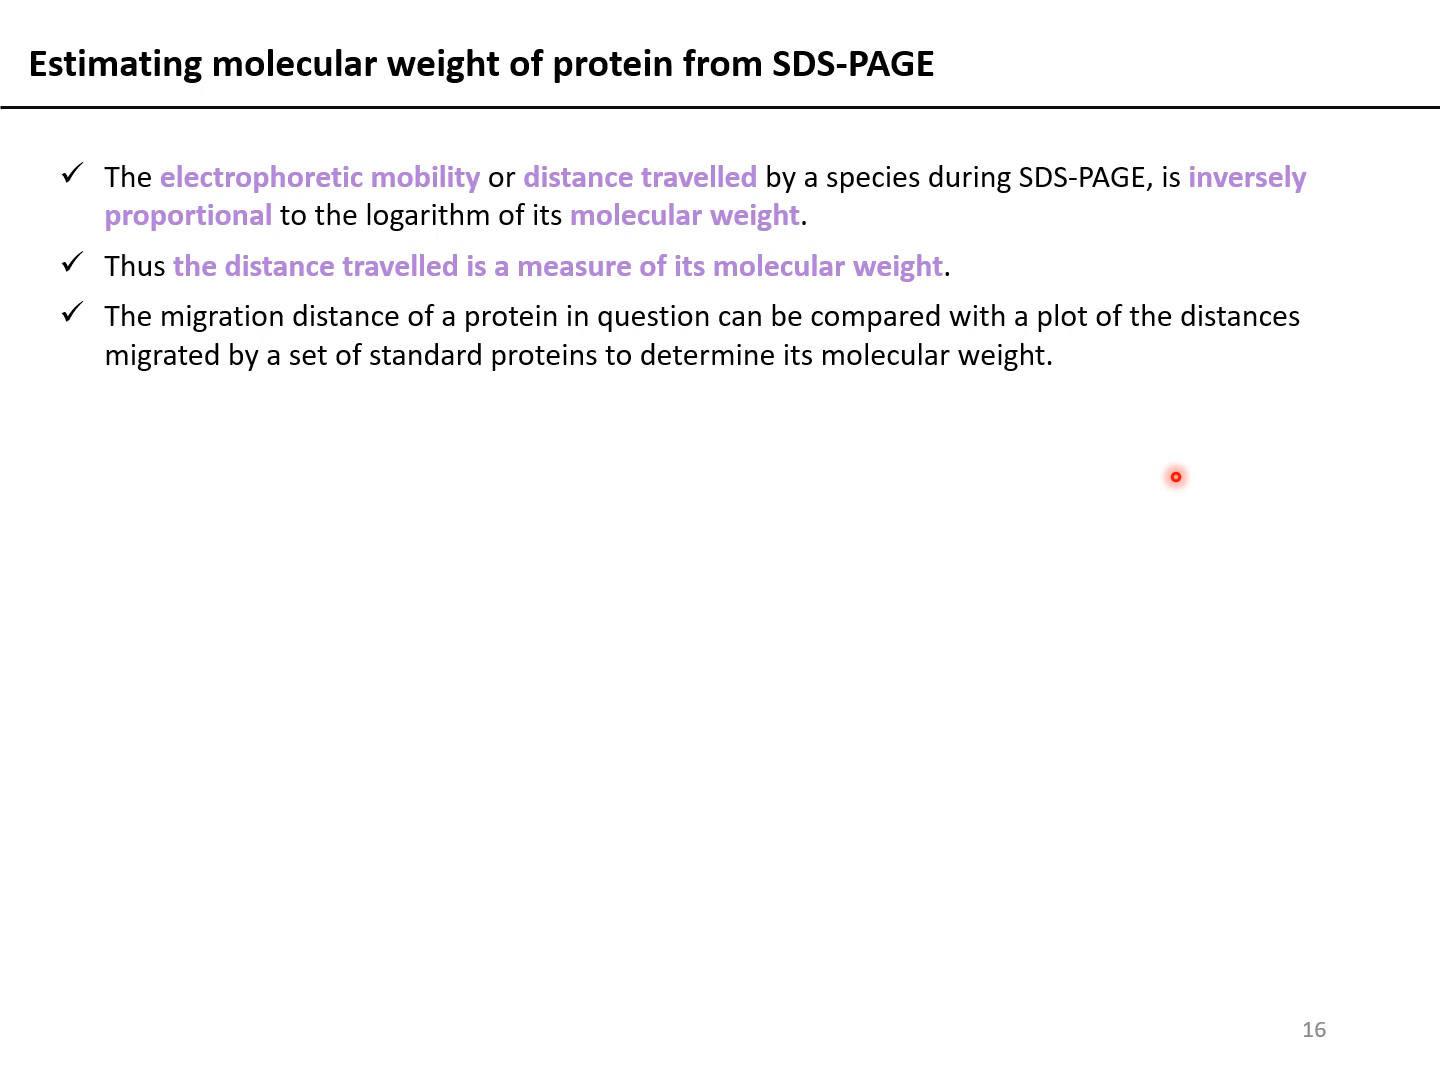 Estimating molecular weight of protein from SDS-PAGE
✓ The electrophoretic mobility or distance travelled by a species during SDS-PAGE, is inversely
proportional to the logarithm of its molecular weight.
✓ Thus the distance travelled is a measure of its molecular weight.
✓ The migration distance of a protein in question can be compared with a plot of the distances
migrated by a set of standard proteins to determine its molecular weight.
16